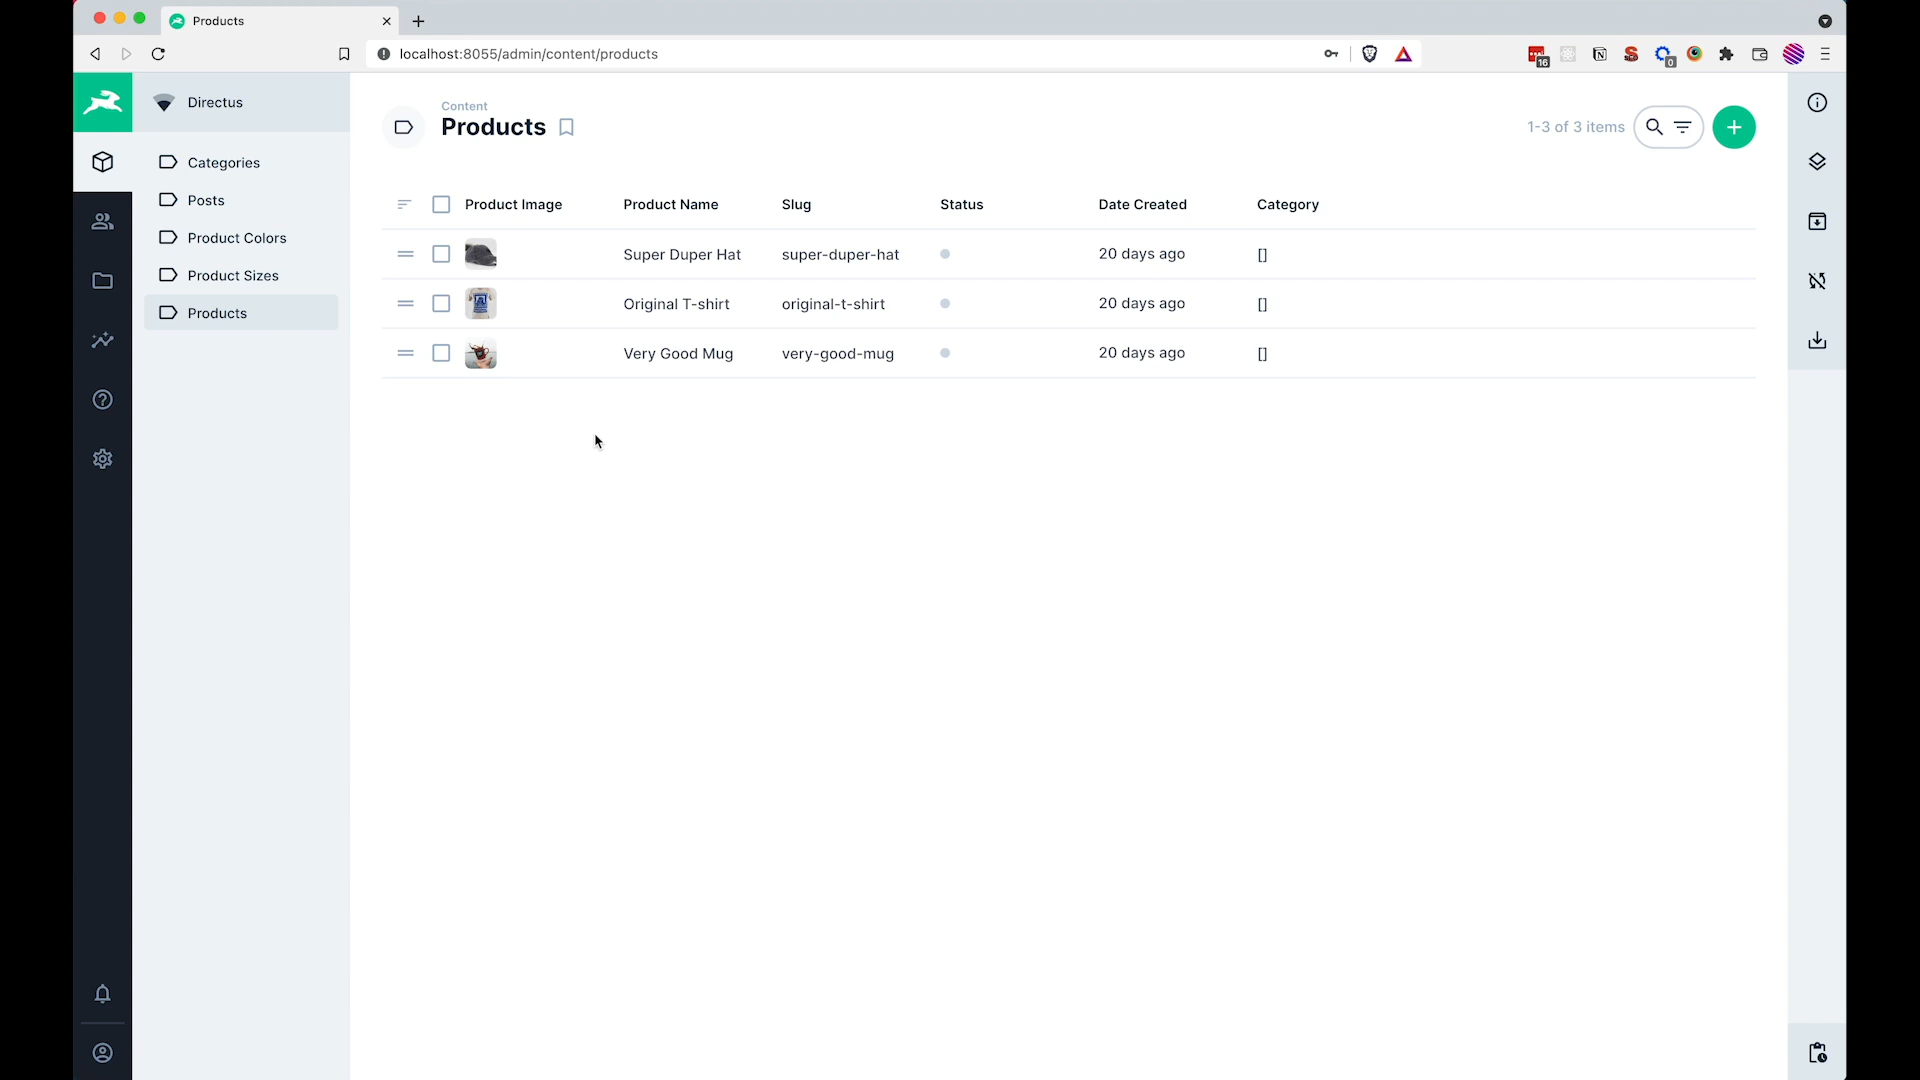 Products
localhost:8055/admin/content/products
16
0
Directus
Categories
Posts
Product Colors
Product Sizes
Products
Content
Products
1-3 of 3 items
Product Image Product Name Slug Status Date Created Category
Super Duper Hat super-duper-hat 20 days ago []
Original T-shirt original-t-shirt 20 days ago []
Very Good Mug very-good-mug 20 days ago []